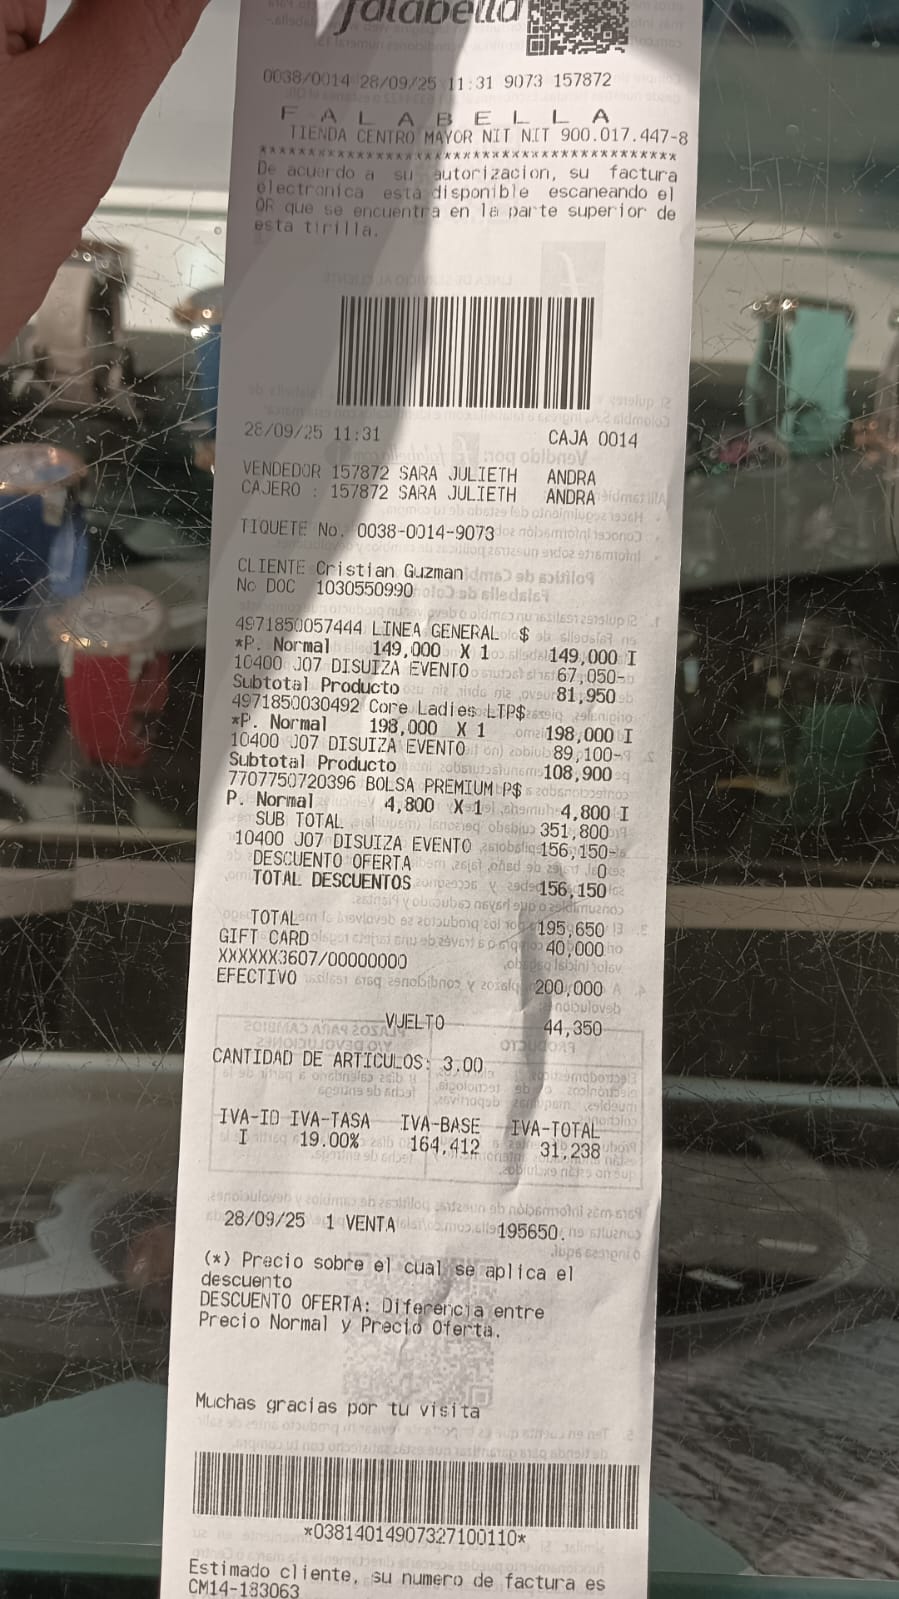 falabella
0038/0014 28/09/25 11:31 9073 157872
F A L A B E L L A
TIENDA CENTRO MAYOR NIT NIT 900.017.447-8
******************************************
De acuerdo a su autorizacion, su factura
electronica esta disponible escaneando el
QR que se encuentra en la parte superior de
esta tirilla.
28/09/25 11:31 CAJA 0014
VENDEDOR 157872 SARA JULIETH ANDRA
CAJERO : 157872 SARA JULIETH ANDRA
TIQUETE No. 0038-0014-9073
CLIENTE Cristian Guzman
No DOC 1030550990
4971850057444 LINEA GENERAL $
*P. Normal 149,000 X 1 149,000 I
10400 J07 DISUIZA EVENTO 67,050-
Subtotal Producto 81,950
4971850030492 Core Ladies LTP$
*P. Normal 198,000 X 1 198,000 I
10400 J07 DISUIZA EVENTO 89,100-
Subtotal Producto 108,900
7707750720396 BOLSA PREMIUM P$
P. Normal 4,800 X 1 4,800 I
SUB TOTAL 351,800
10400 J07 DISUIZA EVENTO 156,150-
DESCUENTO OFERTA 0
TOTAL DESCUENTOS 156,150
TOTAL 195,650
GIFT CARD 40,000
XXXXXX3607/00000000
EFECTIVO 200,000
VUELTO 44,350
CANTIDAD DE ARTICULOS: 3.00
IVA-ID IVA-TASA IVA-BASE IVA-TOTAL
I 19.00% 164,412 31,238
28/09/25 1 VENTA 195650.
(*) Precio sobre el cual se aplica el
descuento
DESCUENTO OFERTA: Diferencia entre
Precio Normal y Precio Oferta.
Muchas gracias por tu visita
*03814014907327100110*
Estimado cliente, su numero de factura es
CM14-183063